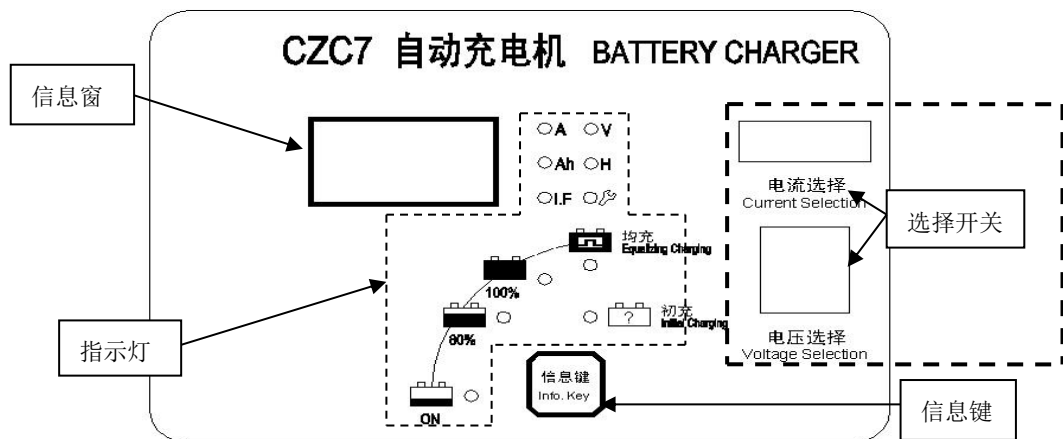 CZC7 自动充电机 BATTERY CHARGER
信息窗
A V
Ah H
I.F
电流选择
Current Selection
选择开关
均充
Equalizing Charging
100%
初充
Initial Charging
?
80%
指示灯
电压选择
Voltage Selection
信息键
Info. Key
ON
信息键